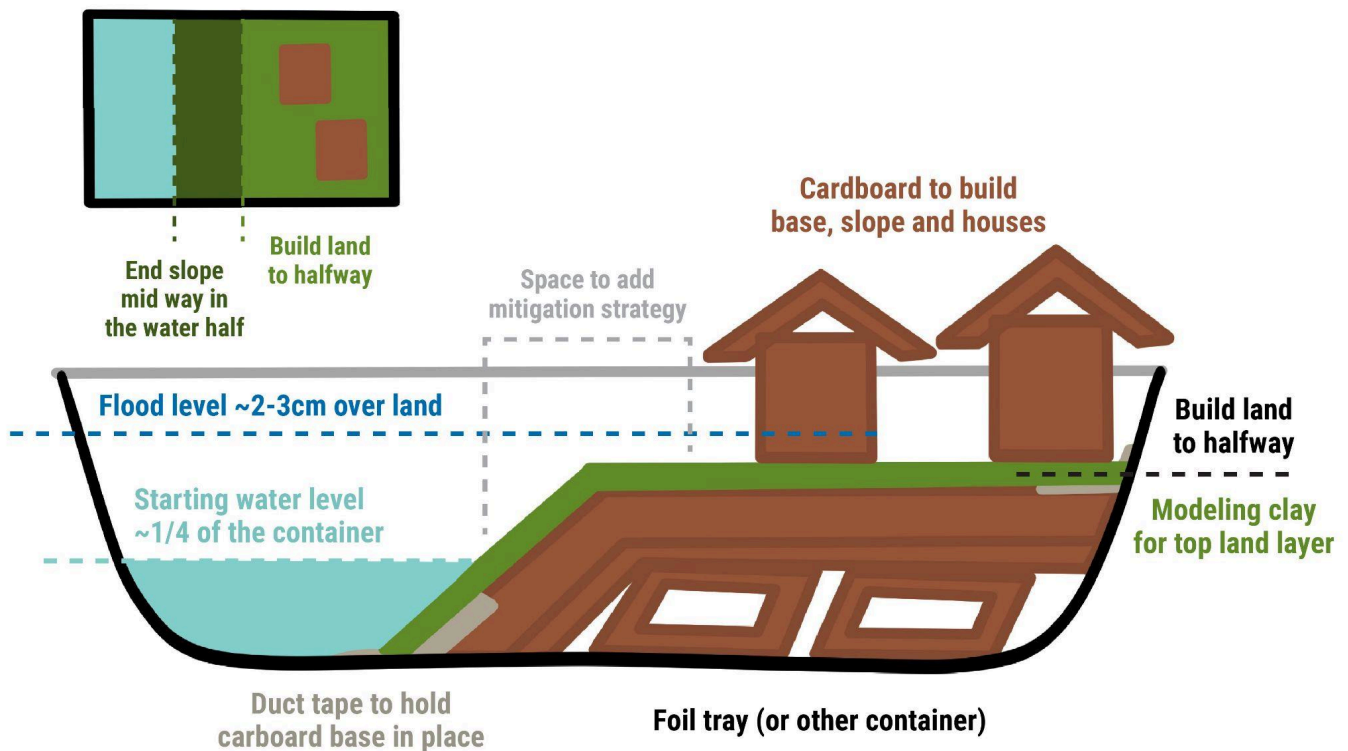 End slope
mid way in
the water half
Build land
to halfway
Space to add
mitigation strategy
Cardboard to build
base, slope and houses
Flood level ~2-3cm over land
Build land
to halfway
Starting water level
~1/4 of the container
Modeling clay
for top land layer
Duct tape to hold
carboard base in place
Foil tray (or other container)